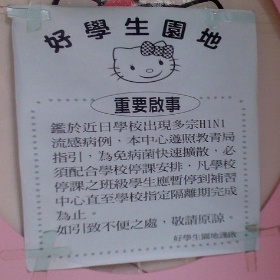 好學生園地
重要啟事
鑑於近日學校出現多宗H1N1
流感病例，本中心遵照教育局
指引，為免病菌快速擴散，必
須配合學校停課安排，凡學校
停課之班級學生應暫停到補習
中心直至學校指定隔離期完成
為止。
如引致不便之處，敬請原諒。
好學生園地謹啟